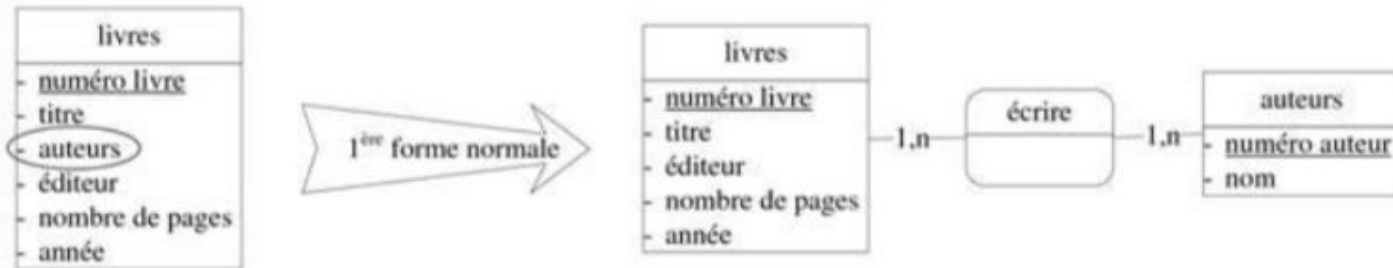 livres
- numéro livre
- titre
- auteurs
- éditeur
- nombre de pages
- année
1ère forme normale
livres
- numéro livre
- titre
- éditeur
- nombre de pages
- année
1,n
écrire
1,n
auteurs
- numéro auteur
- nom